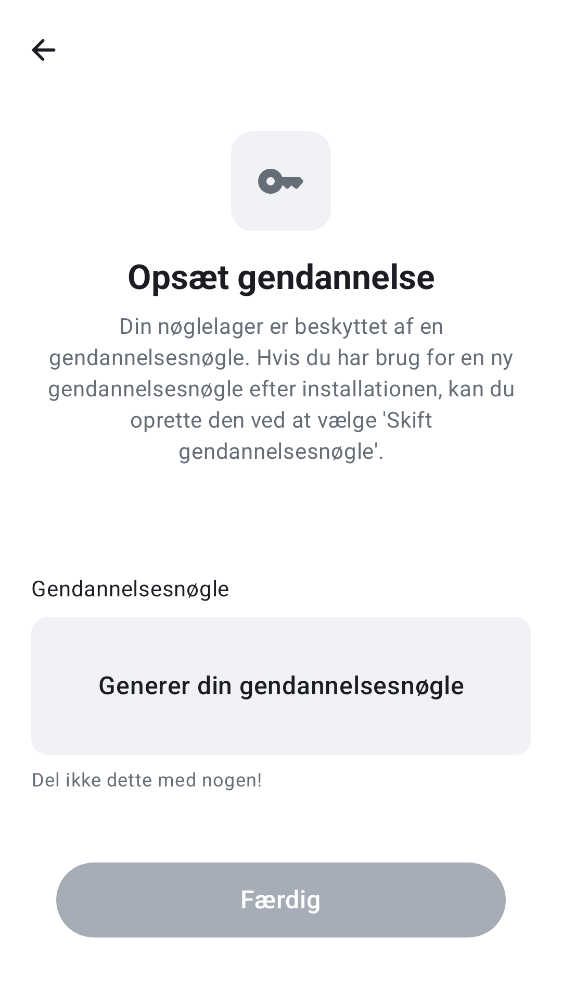 Opsæt gendannelse
Din nøglelager er beskyttet af en
gendannelsesnøgle. Hvis du har brug for en ny
gendannelsesnøgle efter installationen, kan du
oprette den ved at vælge 'Skift
gendannelsesnøgle'.
Gendannelsesnøgle
Generer din gendannelsesnøgle
Del ikke dette med nogen!
Færdig